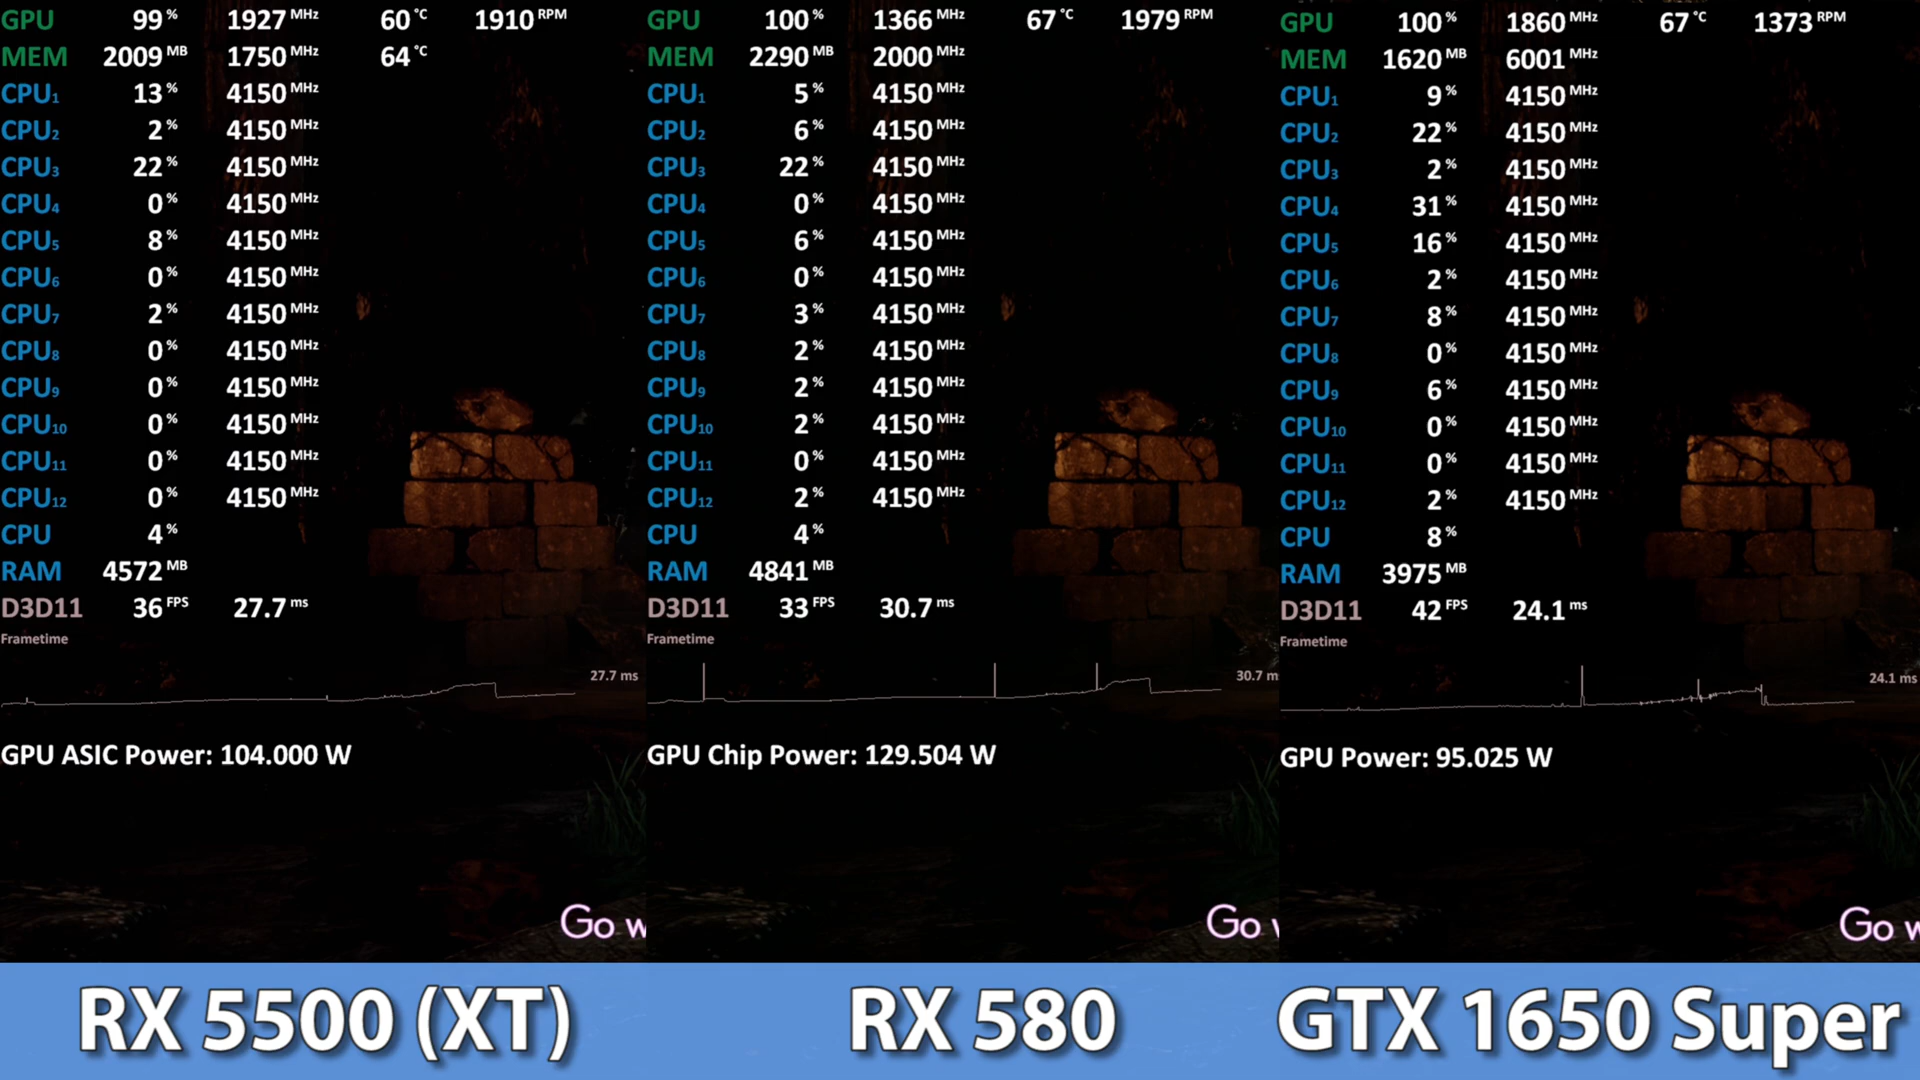 GPU 99 % 1927 MHz 60 °C 1910 RPM
MEM 2009 MB 1750 MHz 64 °C
CPU1 13 % 4150 MHz
CPU2 2 % 4150 MHz
CPU3 22 % 4150 MHz
CPU4 0 % 4150 MHz
CPU5 8 % 4150 MHz
CPU6 0 % 4150 MHz
CPU7 2 % 4150 MHz
CPU8 0 % 4150 MHz
CPU9 0 % 4150 MHz
CPU10 0 % 4150 MHz
CPU11 0 % 4150 MHz
CPU12 0 % 4150 MHz
CPU 4 %
RAM 4572 MB
D3D11 36 FPS 27.7 ms
Frametime
27.7 ms
GPU ASIC Power: 104.000 W
Go w
RX 5500 (XT)
GPU 100 % 1366 MHz 67 °C 1979 RPM
MEM 2290 MB 2000 MHz
CPU1 5 % 4150 MHz
CPU2 6 % 4150 MHz
CPU3 22 % 4150 MHz
CPU4 0 % 4150 MHz
CPU5 6 % 4150 MHz
CPU6 0 % 4150 MHz
CPU7 3 % 4150 MHz
CPU8 2 % 4150 MHz
CPU9 2 % 4150 MHz
CPU10 2 % 4150 MHz
CPU11 0 % 4150 MHz
CPU12 2 % 4150 MHz
CPU 4 %
RAM 4841 MB
D3D11 33 FPS 30.7 ms
Frametime
30.7 m
GPU Chip Power: 129.504 W
Go
RX 580
GPU 100 % 1860 MHz 67 °C 1373 RPM
MEM 1620 MB 6001 MHz
CPU1 9 % 4150 MHz
CPU2 22 % 4150 MHz
CPU3 2 % 4150 MHz
CPU4 31 % 4150 MHz
CPU5 16 % 4150 MHz
CPU6 2 % 4150 MHz
CPU7 8 % 4150 MHz
CPU8 0 % 4150 MHz
CPU9 6 % 4150 MHz
CPU10 0 % 4150 MHz
CPU11 0 % 4150 MHz
CPU12 2 % 4150 MHz
CPU 8 %
RAM 3975 MB
D3D11 42 FPS 24.1 ms
Frametime
24.1 ms
GPU Power: 95.025 W
Go w
GTX 1650 Super